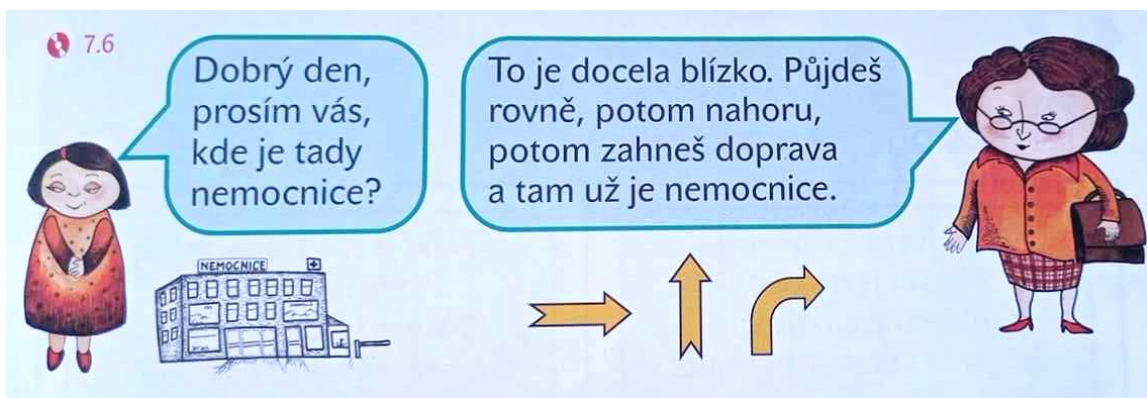 7.6
Dobrý den,
prosím vás,
kde je tady
nemocnice?
To je docela blízko. Půjdeš
rovně, potom nahoru,
potom zahneš doprava
a tam už je nemocnice.
NEMOCNICE